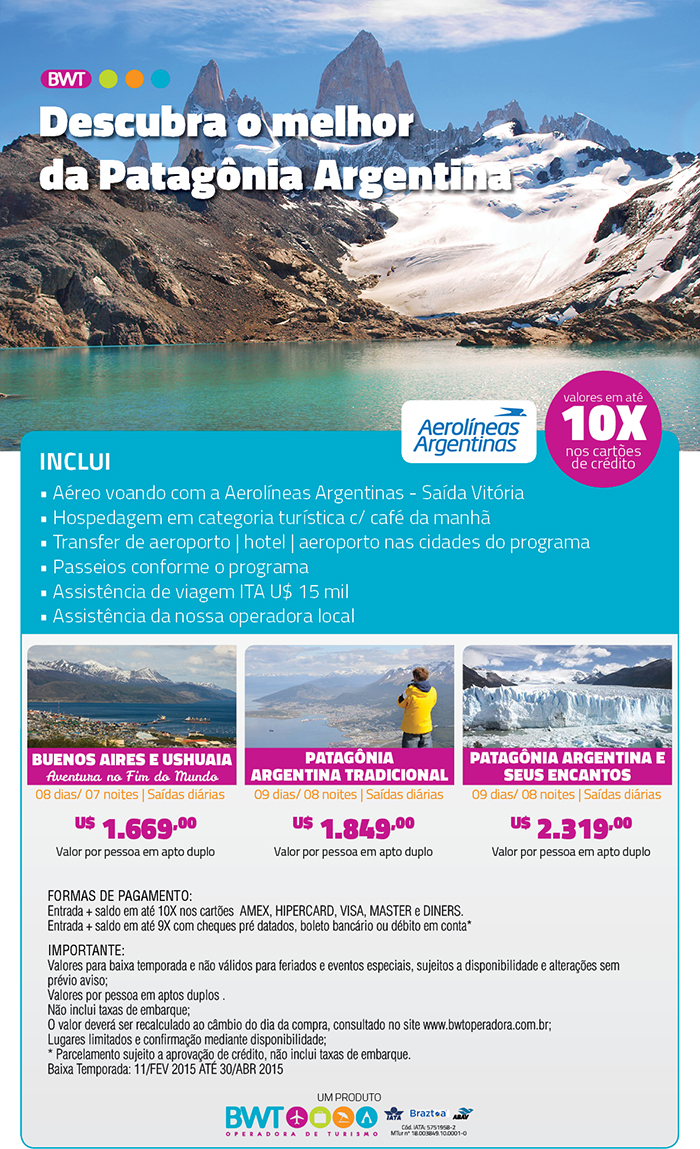 BWT
Descubra o melhor
da Patagônia Argentina
Aerolíneas
Argentinas
valores em até
10X
nos cartões
de crédito
INCLUI
▪ Aéreo voando com a Aerolíneas Argentinas - Saída Vitória
▪ Hospedagem em categoria turística c/ café da manhã
▪ Transfer de aeroporto | hotel | aeroporto nas cidades do programa
▪ Passeios conforme o programa
▪ Assistência de viagem ITA U$ 15 mil
▪ Assistência da nossa operadora local
BUENOS AIRES E USHUAIA
Aventura no Fim do Mundo
08 dias/ 07 noites | Saídas diárias
U$ 1.669,00
Valor por pessoa em apto duplo
PATAGÔNIA
ARGENTINA TRADICIONAL
09 dias/ 08 noites | Saídas diárias
U$ 1.849,00
Valor por pessoa em apto duplo
PATAGÔNIA ARGENTINA E
SEUS ENCANTOS
09 dias/ 08 noites | Saídas diárias
U$ 2.319,00
Valor por pessoa em apto duplo
FORMAS DE PAGAMENTO:
Entrada + saldo em até 10X nos cartões AMEX, HIPERCARD, VISA, MASTER e DINERS.
Entrada + saldo em até 9X com cheques pré datados, boleto bancário ou débito em conta*
IMPORTANTE:
Valores para baixa temporada e não válidos para feriados e eventos especiais, sujeitos a disponibilidade e alterações sem
prévio aviso;
Valores por pessoa em aptos duplos .
Não inclui taxas de embarque;
O valor deverá ser recalculado ao câmbio do dia da compra, consultado no site www.bwtoperadora.com.br;
Lugares limitados e confirmação mediante disponibilidade;
* Parcelamento sujeito a aprovação de crédito, não inclui taxas de embarque.
Baixa Temporada: 11/FEV 2015 ATÉ 30/ABR 2015
UM PRODUTO
BWT
OPERADORA DE TURISMO
IATA
Braztoa
ABAV
Cód. IATA: 5751958-2
MTur nº 18.003849.10.0001-0